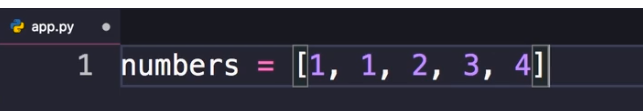 app.py
1 numbers = [1, 1, 2, 3, 4]